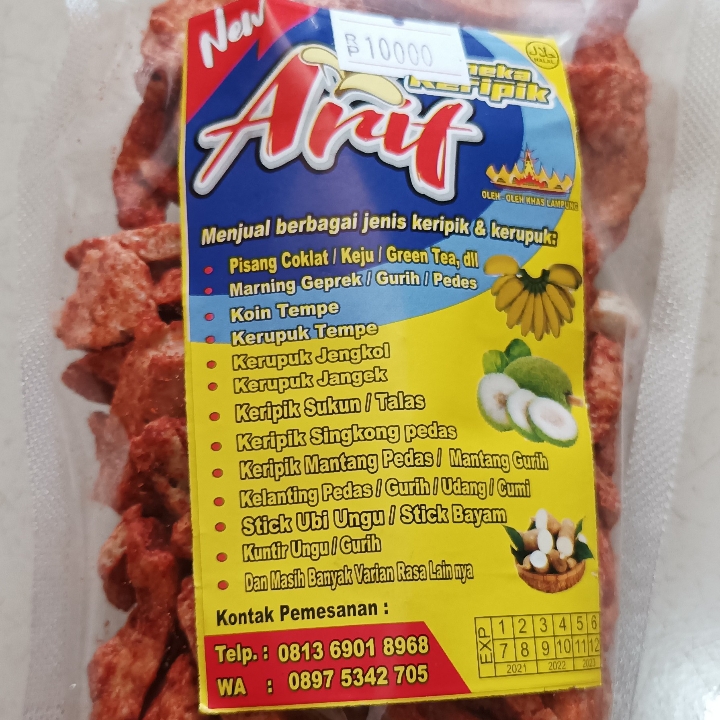 New
RP 10000
حلال
HALAL
neka
Keripik
Arif
OLEH - OLEH KHAS LAMPUNG
Menjual berbagai jenis keripik & kerupuk:
• Pisang Coklat / Keju / Green Tea, dll
• Marning Geprek / Gurih / Pedes
• Koin Tempe
• Kerupuk Tempe
• Kerupuk Jengkol
• Kerupuk Jangek
• Keripik Sukun / Talas
• Keripik Singkong pedas
• Keripik Mantang Pedas / Mantang Gurih
• Kelanting Pedas / Gurih / Udang / Cumi
• Stick Ubi Ungu / Stick Bayam
• Kuntir Ungu / Gurih
• Dan Masih Banyak Varian Rasa Lain nya
Kontak Pemesanan :
Telp. : 0813 6901 8968
WA : 0897 5342 705
EXP
1 2 3 4 5 6
7 8 9 10 11 12
2021 2022 2023